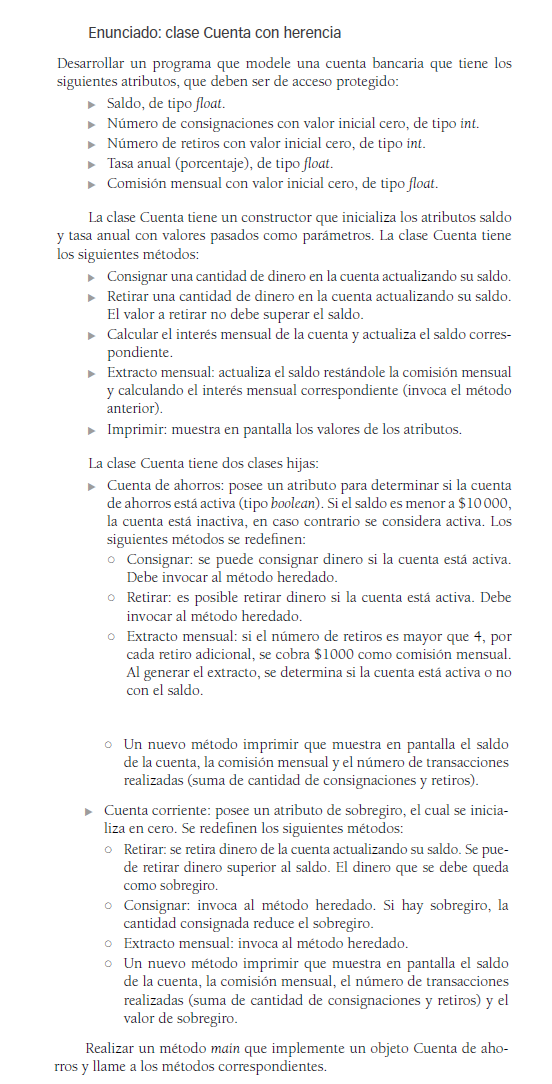 Enunciado: clase Cuenta con herencia
Desarrollar un programa que modele una cuenta bancaria que tiene los
siguientes atributos, que deben ser de acceso protegido:
► Saldo, de tipo float.
► Número de consignaciones con valor inicial cero, de tipo int.
► Número de retiros con valor inicial cero, de tipo int.
► Tasa anual (porcentaje), de tipo float.
► Comisión mensual con valor inicial cero, de tipo float.
La clase Cuenta tiene un constructor que inicializa los atributos saldo
y tasa anual con valores pasados como parámetros. La clase Cuenta tiene
los siguientes métodos:
► Consignar una cantidad de dinero en la cuenta actualizando su saldo.
► Retirar una cantidad de dinero en la cuenta actualizando su saldo.
El valor a retirar no debe superar el saldo.
► Calcular el interés mensual de la cuenta y actualiza el saldo corres-
pondiente.
► Extracto mensual: actualiza el saldo restándole la comisión mensual
y calculando el interés mensual correspondiente (invoca el método
anterior).
► Imprimir: muestra en pantalla los valores de los atributos.
La clase Cuenta tiene dos clases hijas:
► Cuenta de ahorros: posee un atributo para determinar si la cuenta
de ahorros está activa (tipo boolean). Si el saldo es menor a $10 000,
la cuenta está inactiva, en caso contrario se considera activa. Los
siguientes métodos se redefinen:
○ Consignar: se puede consignar dinero si la cuenta está activa.
Debe invocar al método heredado.
○ Retirar: es posible retirar dinero si la cuenta está activa. Debe
invocar al método heredado.
○ Extracto mensual: si el número de retiros es mayor que 4, por
cada retiro adicional, se cobra $1000 como comisión mensual.
Al generar el extracto, se determina si la cuenta está activa o no
con el saldo.
○ Un nuevo método imprimir que muestra en pantalla el saldo
de la cuenta, la comisión mensual y el número de transacciones
realizadas (suma de cantidad de consignaciones y retiros).
► Cuenta corriente: posee un atributo de sobregiro, el cual se inicia-
liza en cero. Se redefinen los siguientes métodos:
○ Retirar: se retira dinero de la cuenta actualizando su saldo. Se pue-
de retirar dinero superior al saldo. El dinero que se debe queda
como sobregiro.
○ Consignar: invoca al método heredado. Si hay sobregiro, la
cantidad consignada reduce el sobregiro.
○ Extracto mensual: invoca al método heredado.
○ Un nuevo método imprimir que muestra en pantalla el saldo
de la cuenta, la comisión mensual, el número de transacciones
realizadas (suma de cantidad de consignaciones y retiros) y el
valor de sobregiro.
Realizar un método main que implemente un objeto Cuenta de aho-
rros y llame a los métodos correspondientes.